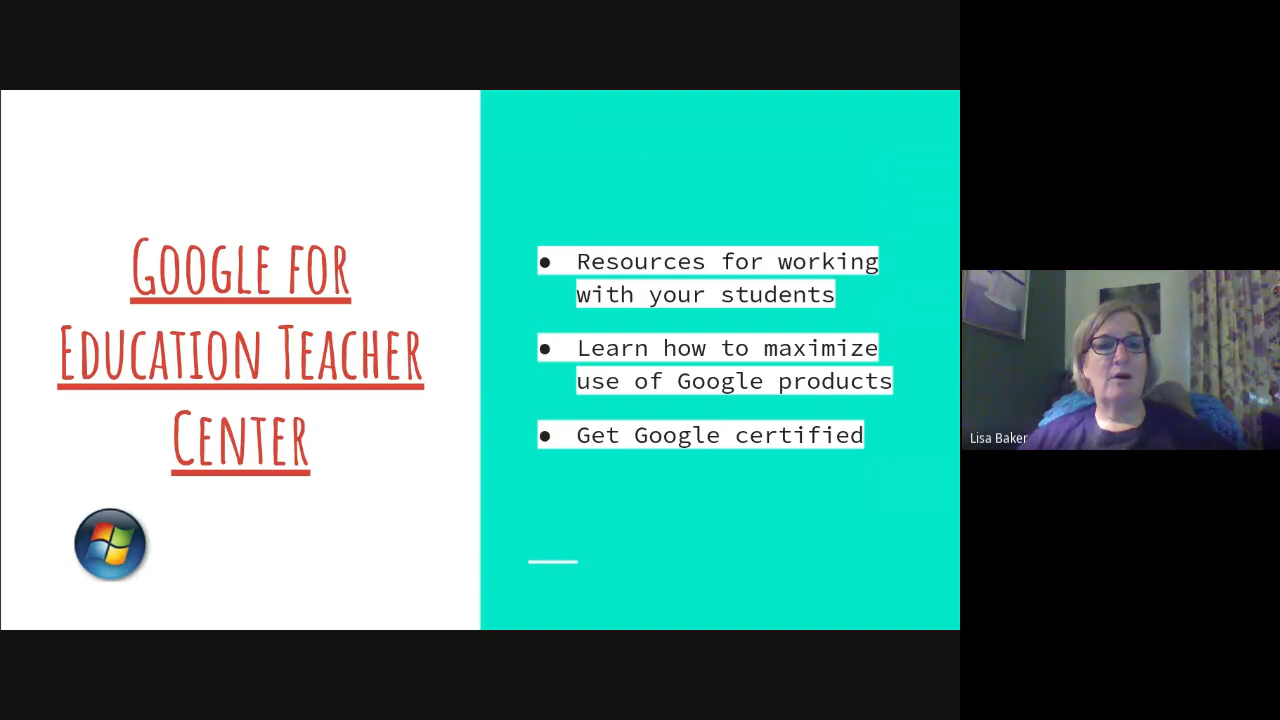 Google for
Education Teacher
Center
● Resources for working
with your students
● Learn how to maximize
use of Google products
● Get Google certified
Lisa Baker